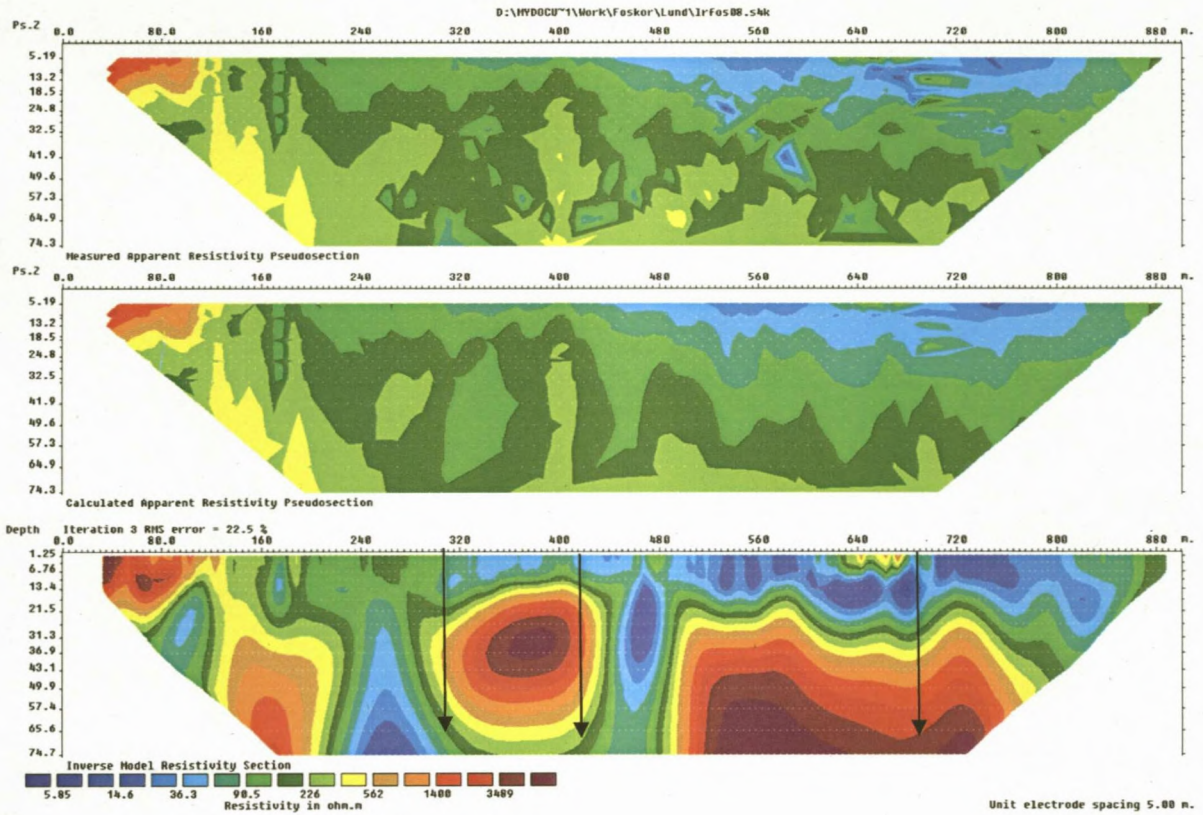 D:\MYDOCU~1\Work\Foskor\Lund\Irfos08.s4k
Ps.Z 0.0 80.0 160 240 320 400 480 560 640 720 800 880 m.
5.19
13.2
18.5
24.8
32.5
41.9
49.6
57.3
64.9
74.3
Measured Apparent Resistivity Pseudosection
Ps.Z 0.0 80.0 160 240 320 400 480 560 640 720 800 880 m.
5.19
13.2
18.5
24.8
32.5
41.9
49.6
57.3
64.9
74.3
Calculated Apparent Resistivity Pseudosection
Depth Iteration 3 RMS error = 22.5 %
0.0 80.0 160 240 320 400 480 560 640 720 800 880 m.
1.25
6.76
13.4
21.5
31.3
36.9
43.1
49.9
57.4
65.6
74.7
Inverse Model Resistivity Section
5.85 14.6 36.3 90.5 226 562 1400 3489
Resistivity in ohm.m
Unit electrode spacing 5.00 m.